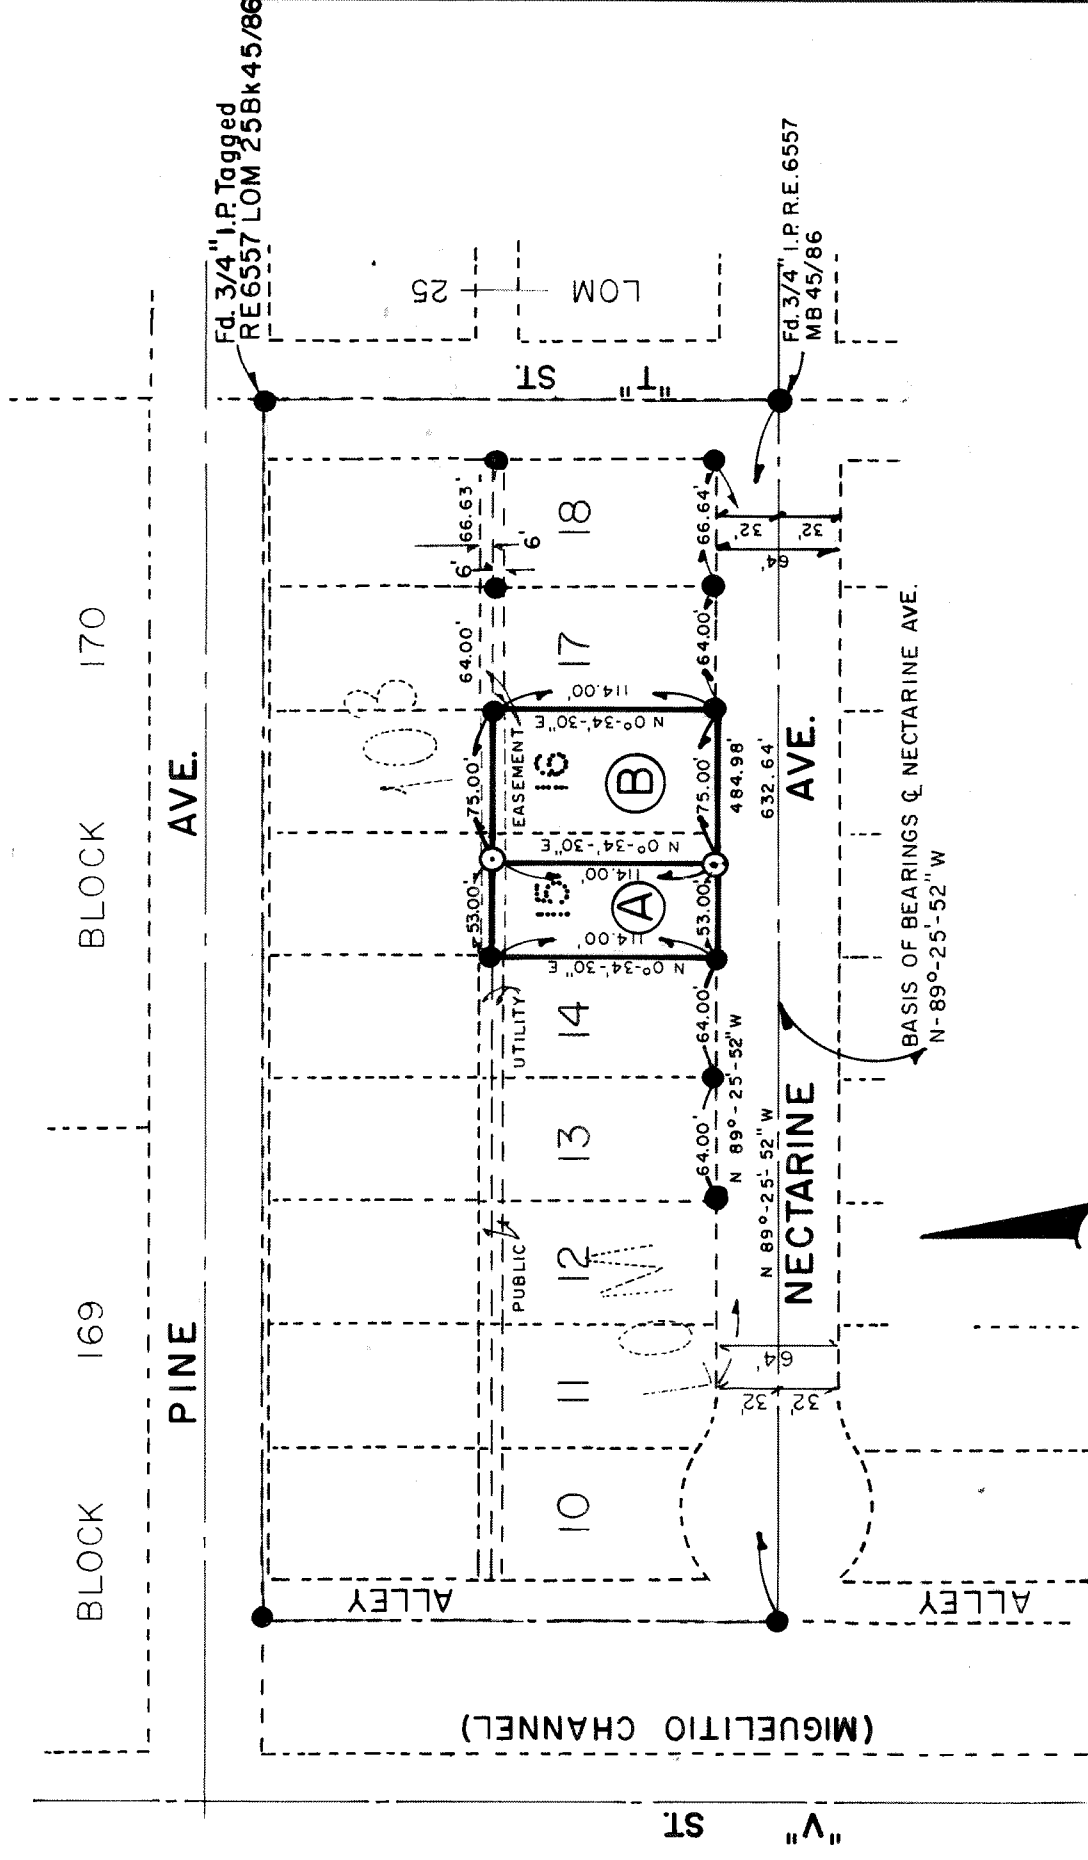 BLOCK 169
BLOCK 170
PINE AVE.
Fd. 3/4" I.P. Tagged
RE6557 LOM 25Bk45/86
103
66.63'
64.00'
75.00'
53.00'
6'
6'
PUBLIC UTILITY EASEMENT
10
11
12
13
14
15
16
17
18
A
B
N 0°-34'-30" E
114.00'
N 0°-34'-30" E
114.00'
N 0°-34'-30" E
114.00'
25
LOM
"T" ST.
64.00'
64.00'
53.00'
75.00'
64.00'
66.64'
N 89°-25'-52" W
484.98'
N 89°-25'-52" W
632.64'
32'
32'
64'
32'
32'
64'
NECTARINE AVE.
Fd. 3/4" I.P. R.E. 6557
MB 45/86
BASIS OF BEARINGS ℄ NECTARINE AVE.
N-89°-25'-52" W
ALLEY
ALLEY
(MIGUELITIO CHANNEL)
"V" ST.